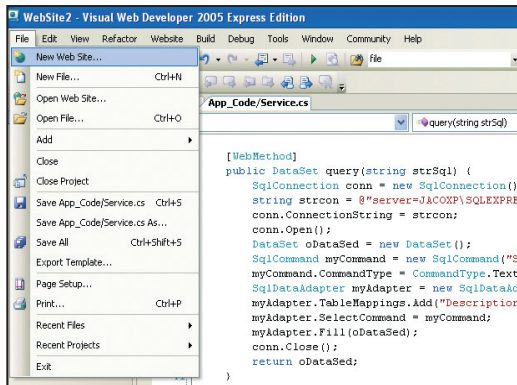 WebSite2 - Visual Web Developer 2005 Express Edition
File Edit View Refactor Website Build Debug Tools Window Community Help
file
New Web Site...
New File... Ctrl+N
Open Web Site...
Open File... Ctrl+O
Add
Close
Close Project
Save App_Code/Service.cs Ctrl+S
Save App_Code/Service.cs As...
Save All Ctrl+Shift+S
Export Template...
Page Setup...
Print... Ctrl+P
Recent Files
Recent Projects
Exit
App_Code/Service.cs
query(string strSql)
[WebMethod]
public DataSet query(string strSql) {
SqlConnection conn = new SqlConnection()
string strcon = @"server=JACOXP\SQLEXPRE
conn.ConnectionString = strcon;
conn.Open();
DataSet oDataSed = new DataSet();
SqlCommand myCommand = new SqlCommand("S
myCommand.CommandType = CommandType.Text
SqlDataAdapter myAdapter = new SqlDataAd
myAdapter.TableMappings.Add("Description
myAdapter.SelectCommand = myCommand;
myAdapter.Fill(oDataSed);
conn.Close();
return oDataSed;
}